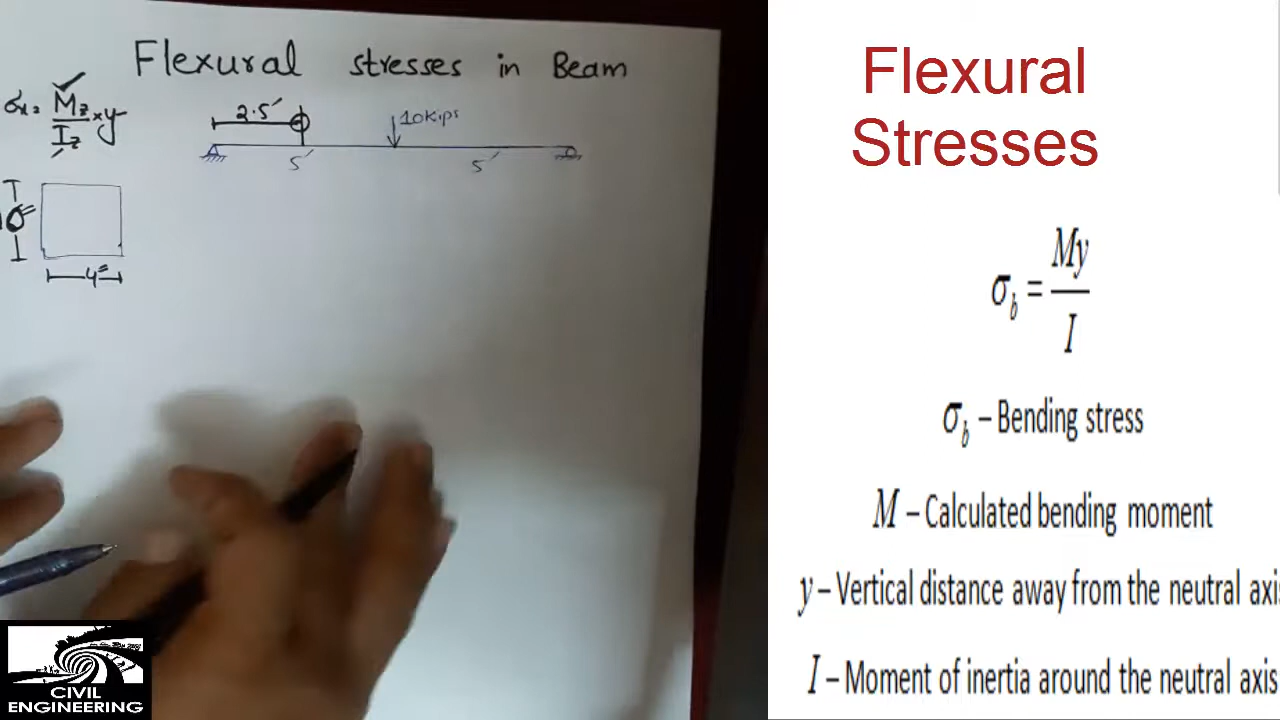 Flexural stresses in Beam
σx = Mz/Iz × y
2.5'
10 Kips
5' 5'
4"
Flexural
Stresses
σb = My/I
σb – Bending stress
M – Calculated bending moment
y – Vertical distance away from the neutral axis
I – Moment of inertia around the neutral axis
CIVIL
ENGINEERING